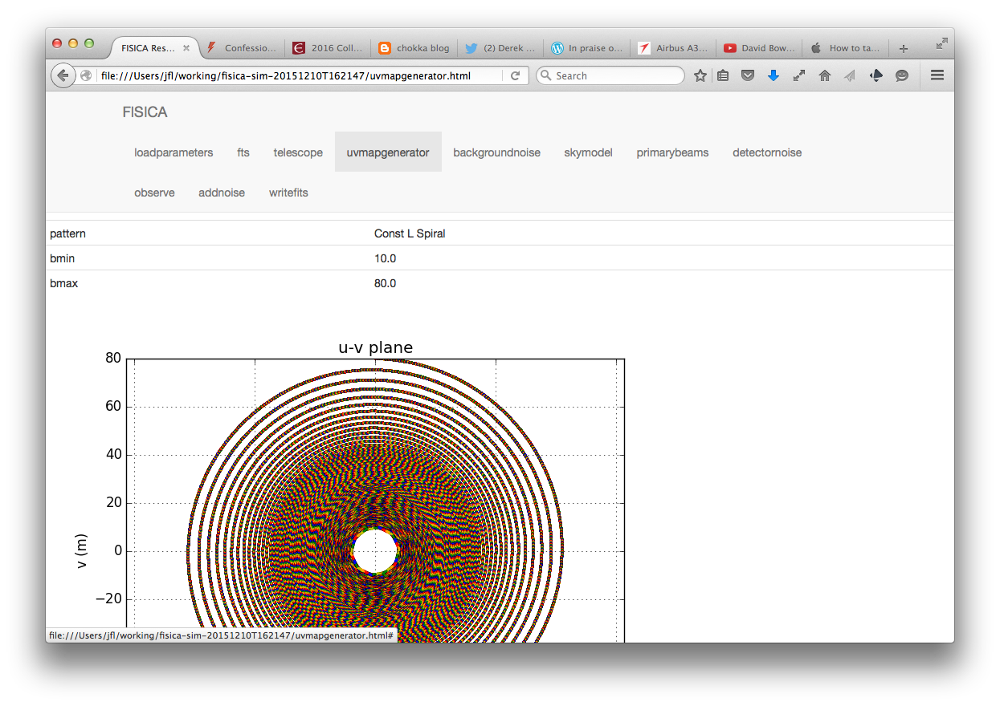 FISICA Res... Confessio... 2016 Coll... chokka blog (2) Derek ... In praise o... Airbus A3... David Bow... How to ta...
file:///Users/jfl/working/fisica-sim-20151210T162147/uvmapgenerator.html Search
FISICA
loadparameters fts telescope uvmapgenerator backgroundnoise skymodel primarybeams detectornoise
observe addnoise writefits
pattern Const L Spiral
bmin 10.0
bmax 80.0
u-v plane
80
60
40
20
0
−20
v (m)
file:///Users/jfl/working/fisica-sim-20151210T162147/uvmapgenerator.html#